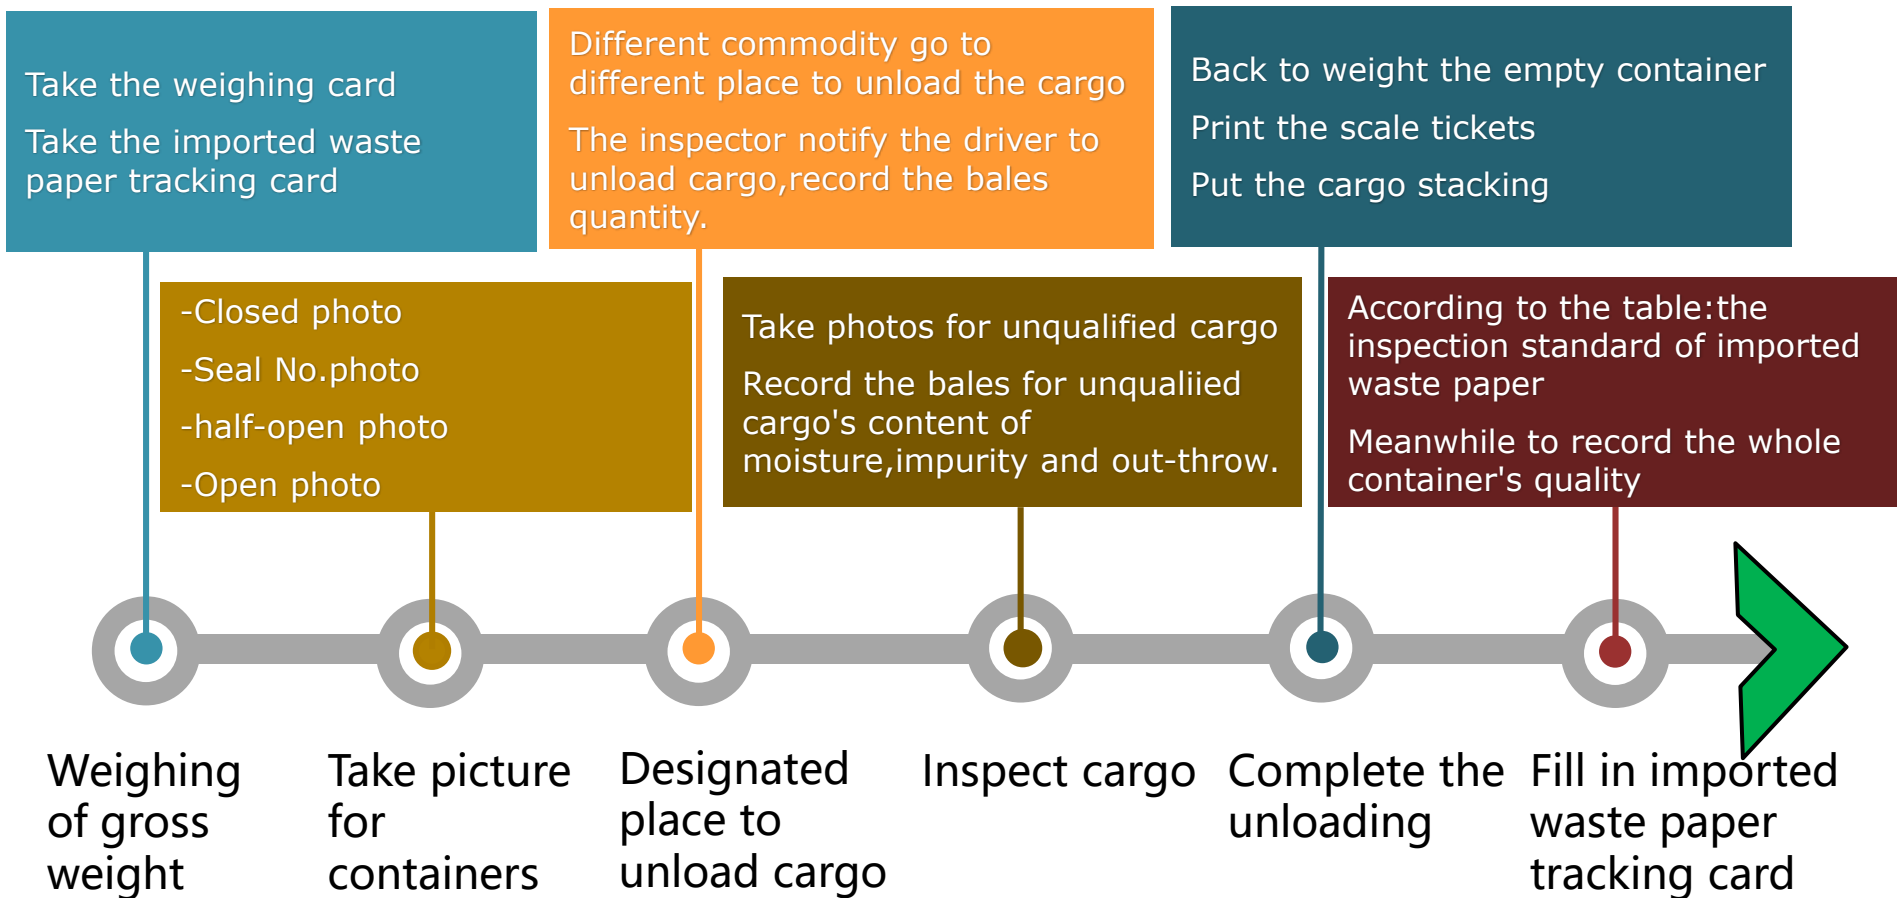 Take the weighing card
Take the imported waste
paper tracking card
Different commodity go to
different place to unload the cargo
The inspector notify the driver to
unload cargo,record the bales
quantity.
Back to weight the empty container
Print the scale tickets
Put the cargo stacking
-Closed photo
-Seal No.photo
-half-open photo
-Open photo
Take photos for unqualified cargo
Record the bales for unqualiied
cargo's content of
moisture,impurity and out-throw.
According to the table:the
inspection standard of imported
waste paper
Meanwhile to record the whole
container's quality
Weighing
of gross
weight
Take picture
for
containers
Designated
place to
unload cargo
Inspect cargo
Complete the
unloading
Fill in imported
waste paper
tracking card